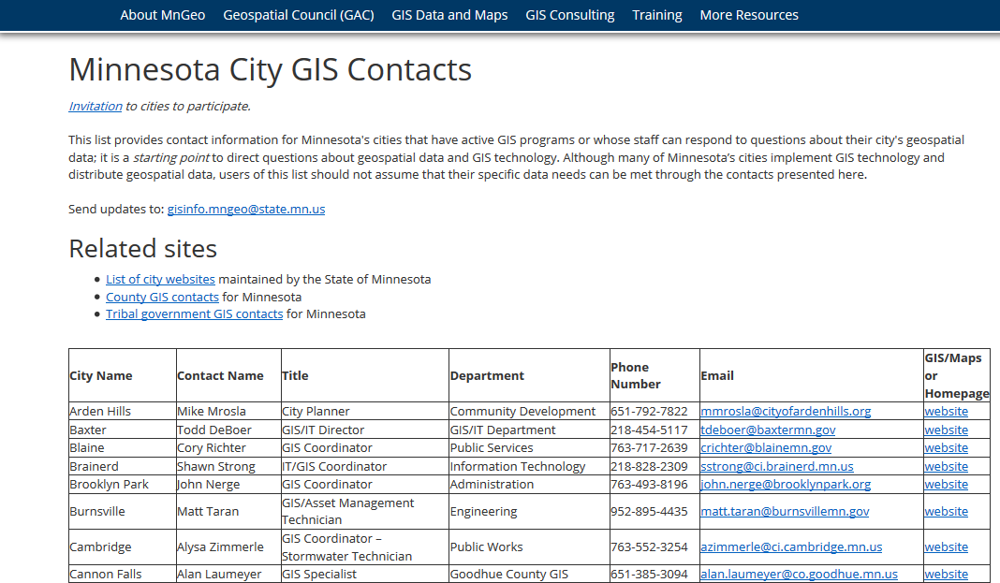 About MnGeo Geospatial Council (GAC) GIS Data and Maps GIS Consulting Training More Resources
Minnesota City GIS Contacts
Invitation to cities to participate.
This list provides contact information for Minnesota's cities that have active GIS programs or whose staff can respond to questions about their city's geospatial
data; it is a starting point to direct questions about geospatial data and GIS technology. Although many of Minnesota's cities implement GIS technology and
distribute geospatial data, users of this list should not assume that their specific data needs can be met through the contacts presented here.
Send updates to: gisinfo.mngeo@state.mn.us
Related sites
• List of city websites maintained by the State of Minnesota
• County GIS contacts for Minnesota
• Tribal government GIS contacts for Minnesota
City Name Contact Name Title Department Phone Number Email GIS/Maps or Homepage
Arden Hills Mike Mrosla City Planner Community Development 651-792-7822 mmrosla@cityofardenhills.org website
Baxter Todd DeBoer GIS/IT Director GIS/IT Department 218-454-5117 tdeboer@baxtermn.gov website
Blaine Cory Richter GIS Coordinator Public Services 763-717-2639 crichter@blainemn.gov website
Brainerd Shawn Strong IT/GIS Coordinator Information Technology 218-828-2309 sstrong@ci.brainerd.mn.us website
Brooklyn Park John Nerge GIS Coordinator Administration 763-493-8196 john.nerge@brooklynpark.org website
Burnsville Matt Taran GIS/Asset Management Technician Engineering 952-895-4435 matt.taran@burnsvillemn.gov website
Cambridge Alysa Zimmerle GIS Coordinator – Stormwater Technician Public Works 763-552-3254 azimmerle@ci.cambridge.mn.us website
Cannon Falls Alan Laumeyer GIS Specialist Goodhue County GIS 651-385-3094 alan.laumeyer@co.goodhue.mn.us website